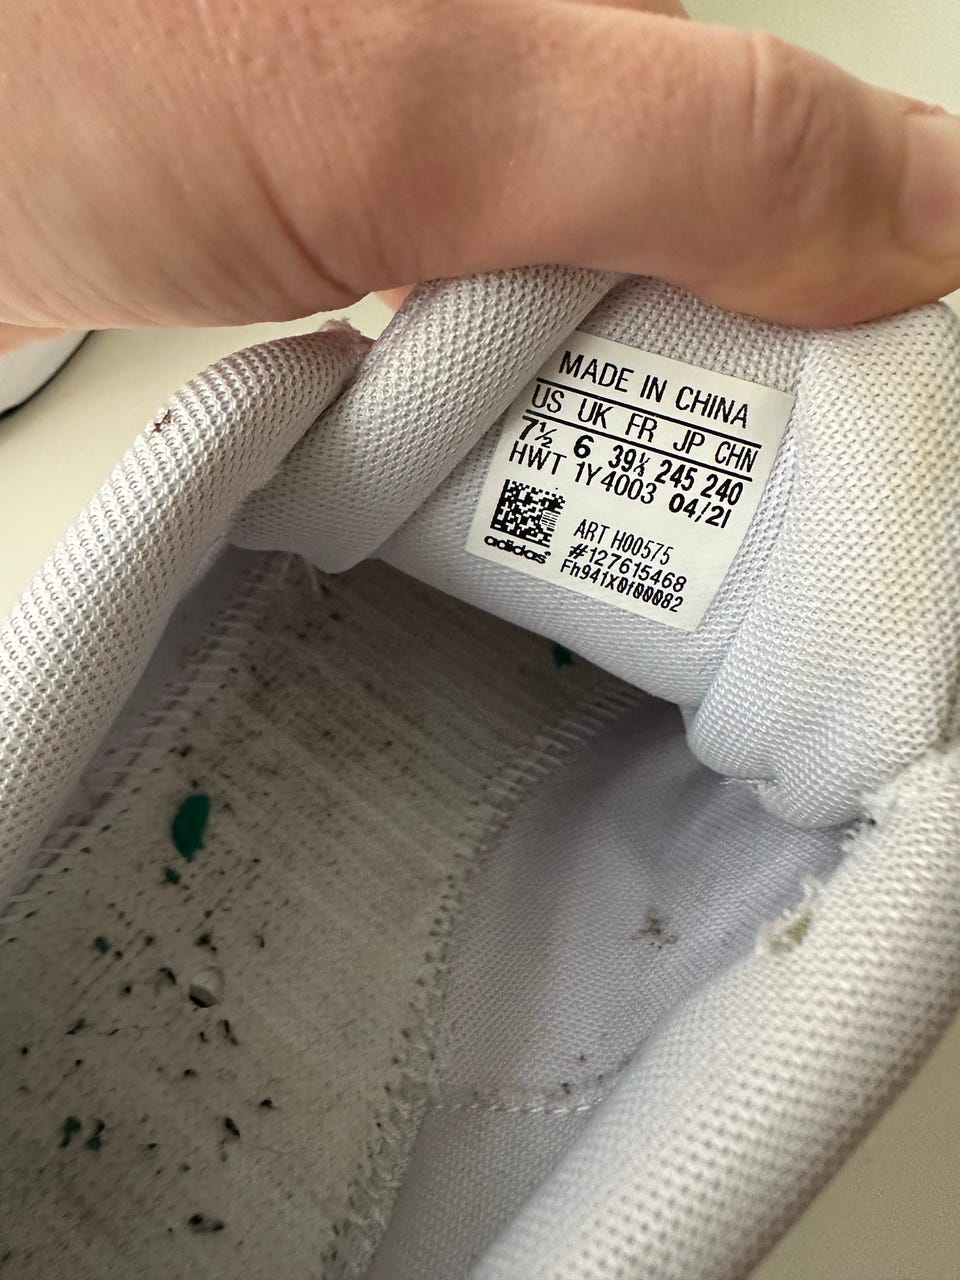 MADE IN CHINA
US UK FR JP CHN
7½ 6 39⅓ 245 240
HWT 1Y4003 04/21
ART H00575
#127615468
Fh941X0f00082
adidas